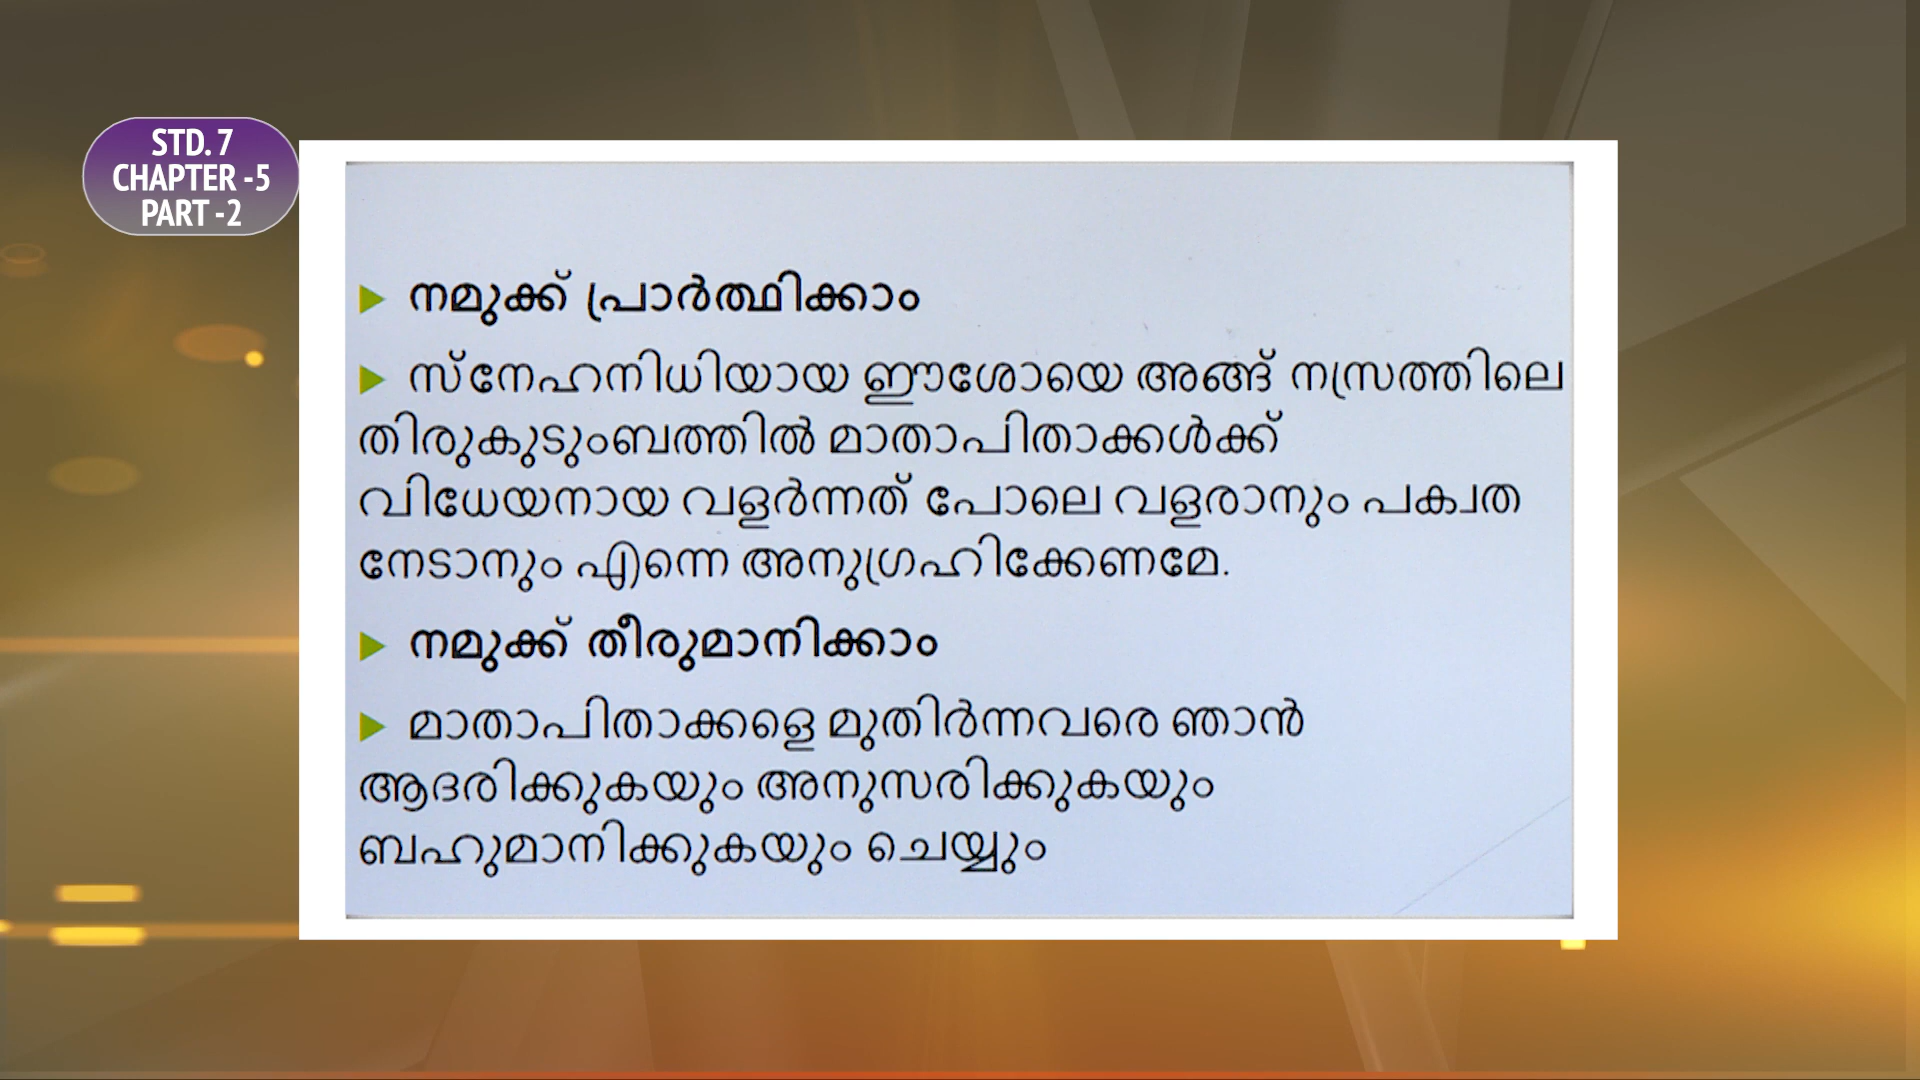 STD. 7
CHAPTER -5
PART -2
നമുക്ക് പ്രാർത്ഥിക്കാം
സ്നേഹനിധിയായ ഈശോയെ അങ്ങ് നസ്രത്തിലെ
തിരുകുടുംബത്തിൽ മാതാപിതാക്കൾക്ക്
വിധേയനായ വളർന്നത് പോലെ വളരാനും പക്വത
നേടാനും എന്നെ അനുഗ്രഹിക്കേണമേ.
നമുക്ക് തീരുമാനിക്കാം
മാതാപിതാക്കളെ മുതിർന്നവരെ ഞാൻ
ആദരിക്കുകയും അനുസരിക്കുകയും
ബഹുമാനിക്കുകയും ചെയ്യും